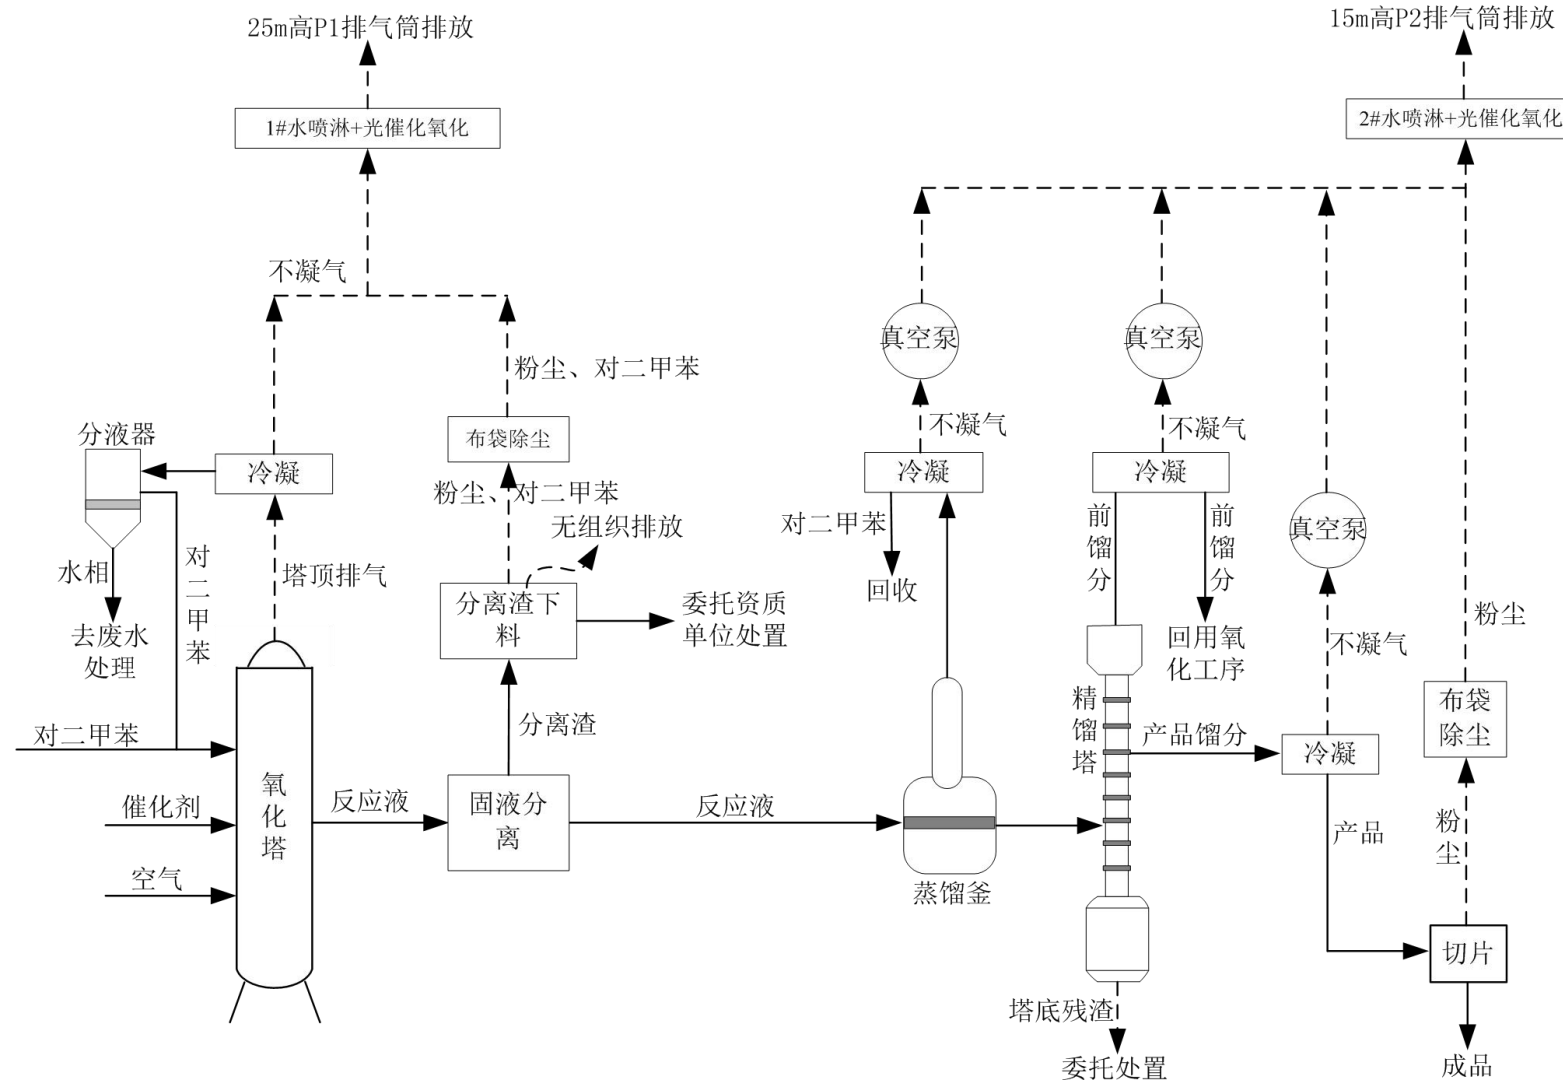 25m高P1排气筒排放
15m高P2排气筒排放
1#水喷淋+光催化氧化
2#水喷淋+光催化氧化
不凝气
真空泵
真空泵
粉尘、对二甲苯
分液器
布袋除尘
不凝气
不凝气
冷凝
冷凝
冷凝
粉尘、对二甲苯
无组织排放
对二甲苯
前馏分
前馏分
真空泵
水相
对二甲苯
塔顶排气
回收
分离渣下
料
委托资质
单位处置
去废水
处理
回用氧
化工序
粉尘
不凝气
精馏塔
布袋
除尘
分离渣
对二甲苯
产品馏分
冷凝
氧化塔
催化剂
反应液
固液分
离
反应液
产品
粉尘
空气
蒸馏釜
切片
塔底残渣
委托处置
成品